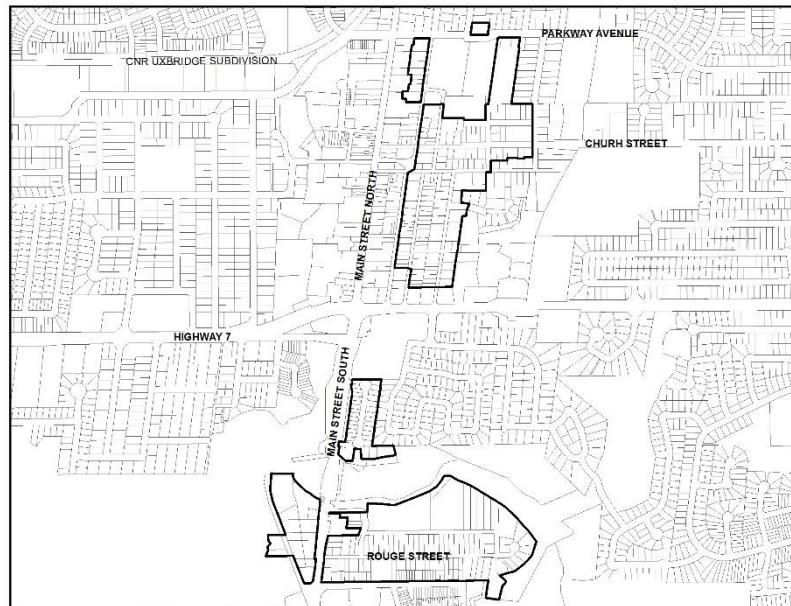 PARKWAY AVENUE
CNR UXBRIDGE SUBDIVISION
CHURH STREET
MAIN STREET NORTH
HIGHWAY 7
MAIN STREET SOUTH
ROUGE STREET